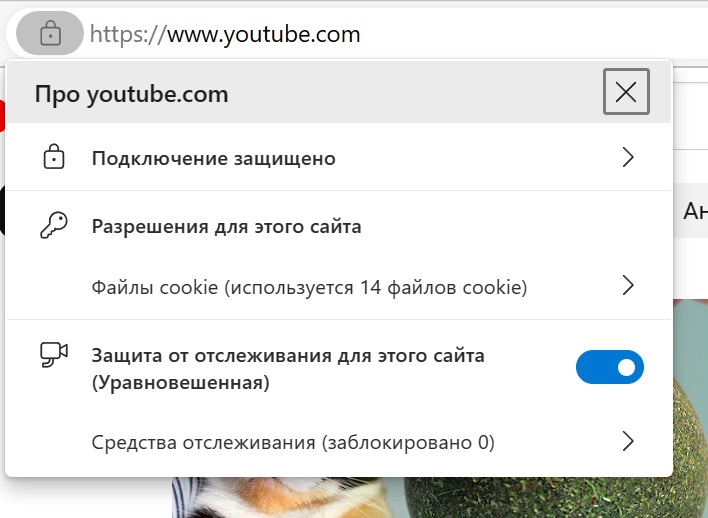 https://www.youtube.com
Про youtube.com
Подключение защищено
Разрешения для этого сайта
Ан
Файлы cookie (используется 14 файлов cookie)
Защита от отслеживания для этого сайта
(Уравновешенная)
Средства отслеживания (заблокировано 0)